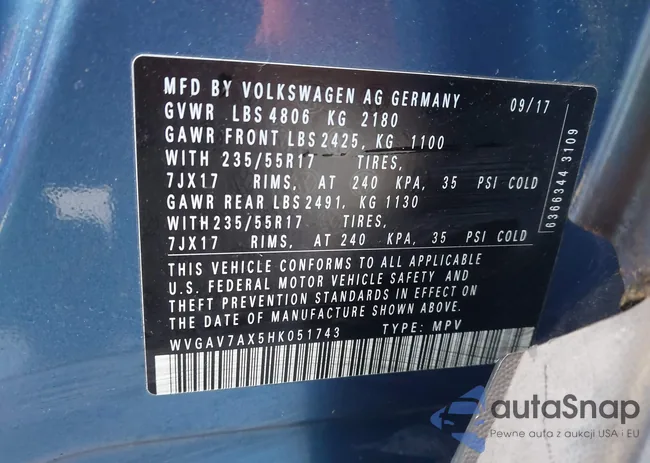 MFD BY VOLKSWAGEN AG GERMANY 09/17
GVWR LBS 4806 KG 2180
GAWR FRONT LBS 2425, KG 1100
WITH 235/55R17 TIRES,
7JX17 RIMS, AT 240 KPA, 35 PSI COLD
GAWR REAR LBS 2491, KG 1130
WITH 235/55R17 TIRES,
7JX17 RIMS, AT 240 KPA, 35 PSI COLD
THIS VEHICLE CONFORMS TO ALL APPLICABLE
U.S. FEDERAL MOTOR VEHICLE SAFETY AND
THEFT PREVENTION STANDARDS IN EFFECT ON
THE DATE OF MANUFACTURE SHOWN ABOVE.
WVGAV7AX5HK051743 TYPE: MPV
6366344 3109
autaSnap
Pewne auta z aukcji USA i EU